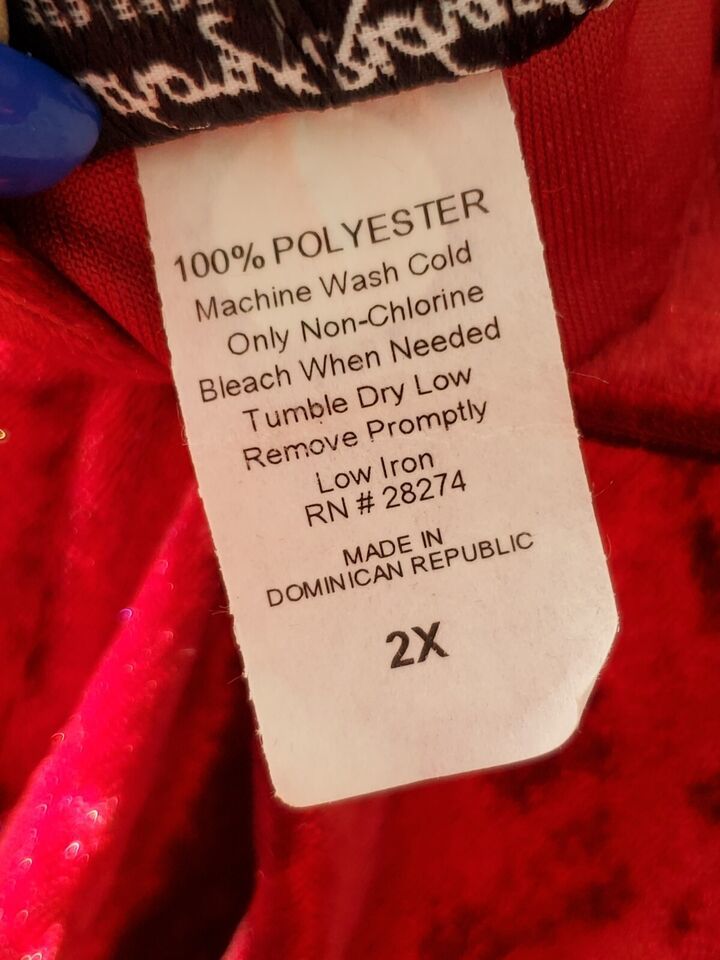 100% POLYESTER
Machine Wash Cold
Only Non-Chlorine
Bleach When Needed
Tumble Dry Low
Remove Promptly
Low Iron
RN # 28274
MADE IN
DOMINICAN REPUBLIC
2X